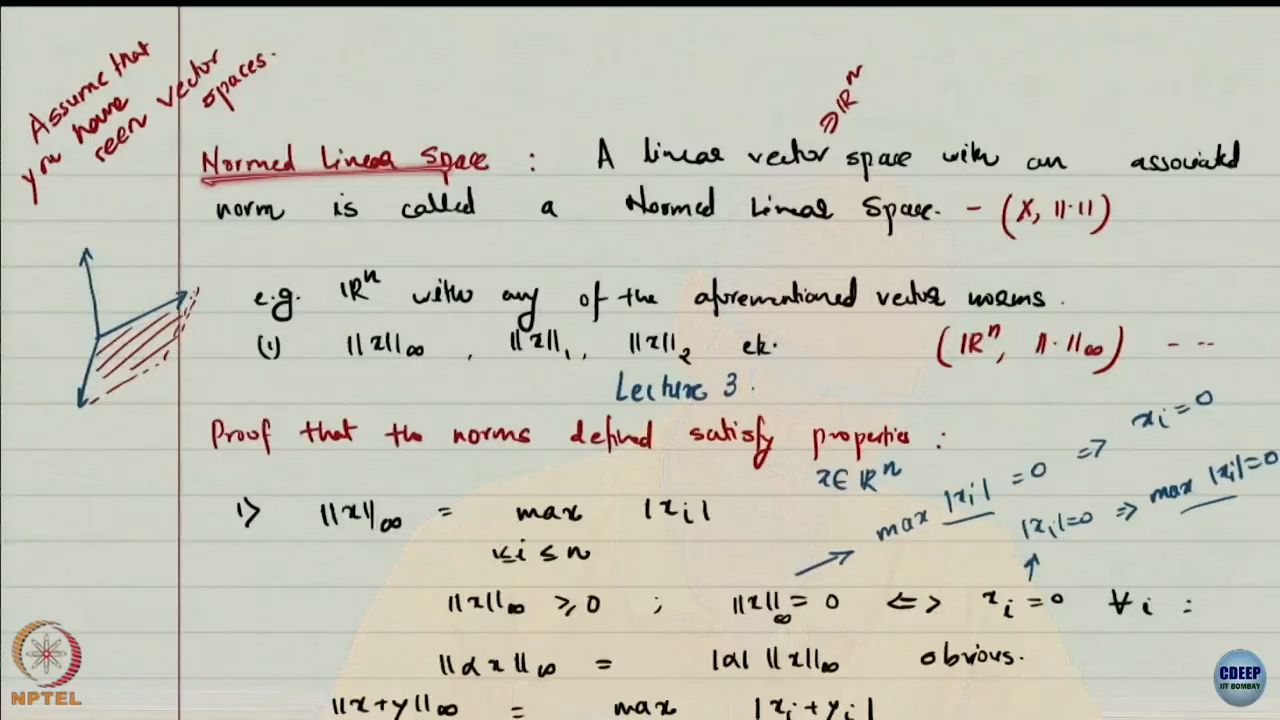 Assume that
you have
seen vector
spaces.
∋ ℝⁿ
Normed Linear Space : A linear vector space with an associated
norm is called a Normed Linear Space. - (X, ||·||)
e.g. ℝⁿ with any of the aforementioned vector norms.
(1) ||x||∞ , ||x||₁, ||x||₂ etc. (ℝⁿ, ||·||∞) - - -
Lecture 3.
Proof that the norms defined satisfy properties :
x ∈ ℝⁿ
max |xᵢ| = 0 ⇒ xᵢ = 0
|xᵢ|=0 ⇒ max |xᵢ|=0
1) ||x||∞ = max |xᵢ|
1≤i≤n
||x||∞ ≥ 0 ; ||x||∞ = 0 ⇔ xᵢ = 0 ∀ i :
||αx||∞ = |α| ||x||∞ obvious.
||x+y||∞ = max |xᵢ + yᵢ|
NPTEL
CDEEP
IIT BOMBAY